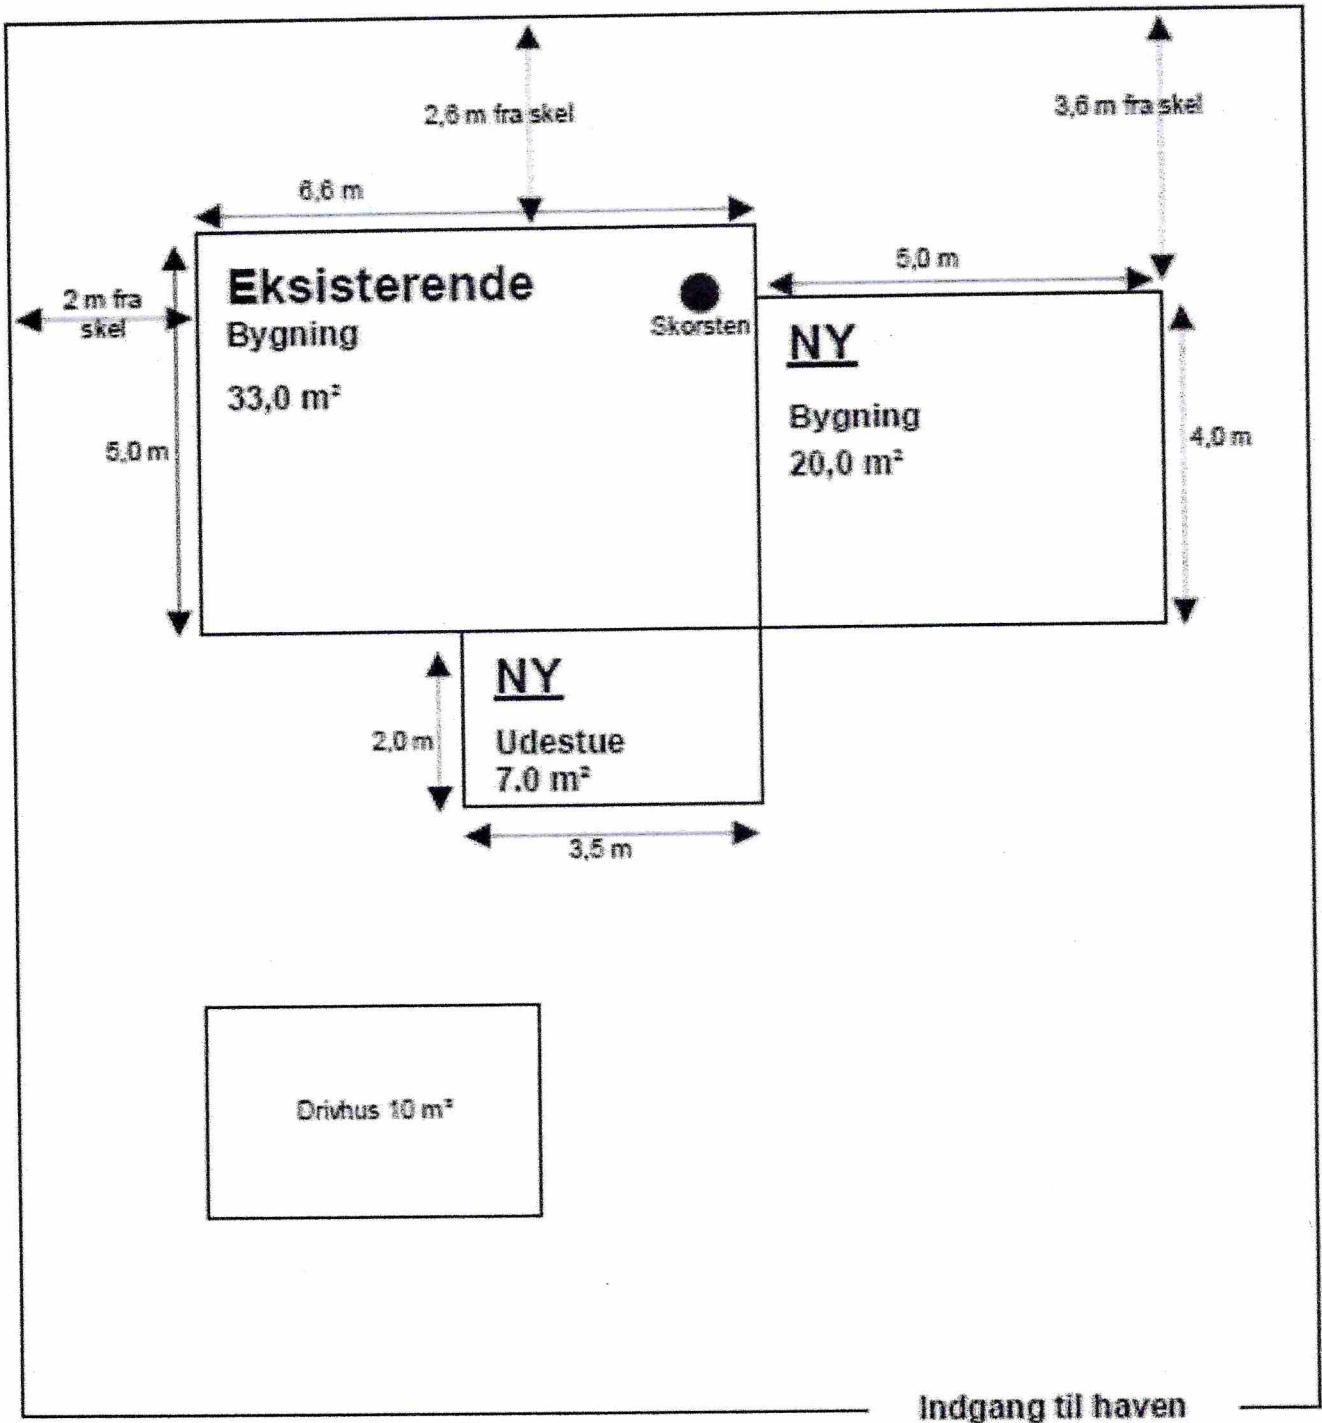 2,6 m fra skel
3,6 m fra skel
6,6 m
5,0 m
Eksisterende
Bygning
33,0 m²
2 m fra
skel
Skorsten
NY
Bygning
20,0 m²
5,0 m
4,0 m
NY
Udestue
7.0 m²
2,0 m
3,5 m
Drivhus 10 m²
Indgang til haven